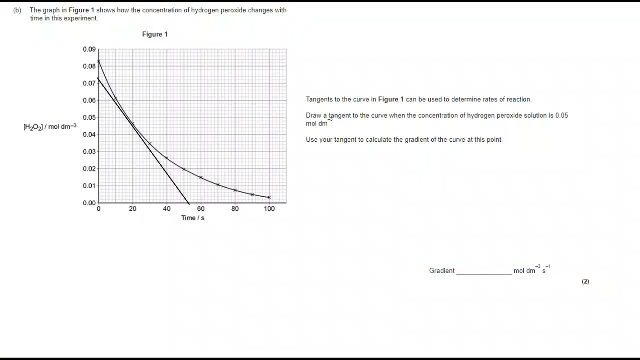 (b) The graph in Figure 1 shows how the concentration of hydrogen peroxide changes with
time in this experiment.
Figure 1
0.09
0.08
0.07
0.06
0.05
0.04
0.03
0.02
0.01
0.00
[H₂O₂] / mol dm⁻³
0 20 40 60 80 100
Time / s
Tangents to the curve in Figure 1 can be used to determine rates of reaction.
Draw a tangent to the curve when the concentration of hydrogen peroxide solution is 0.05
mol dm⁻³
Use your tangent to calculate the gradient of the curve at this point
Gradient ______________ mol dm⁻³ s⁻¹
(2)